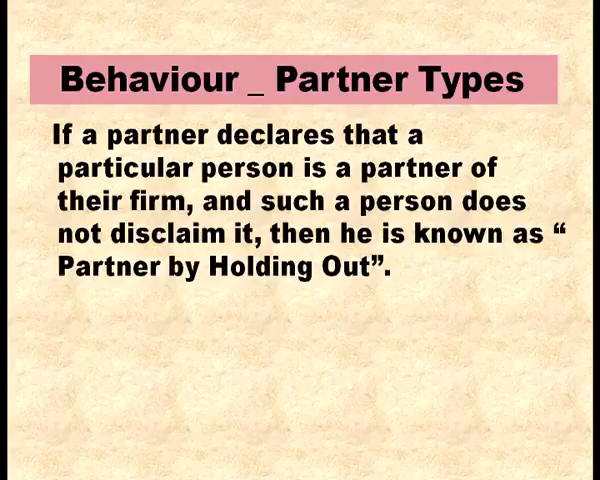 Behaviour _ Partner Types
If a partner declares that a
particular person is a partner of
their firm, and such a person does
not disclaim it, then he is known as “
Partner by Holding Out”.